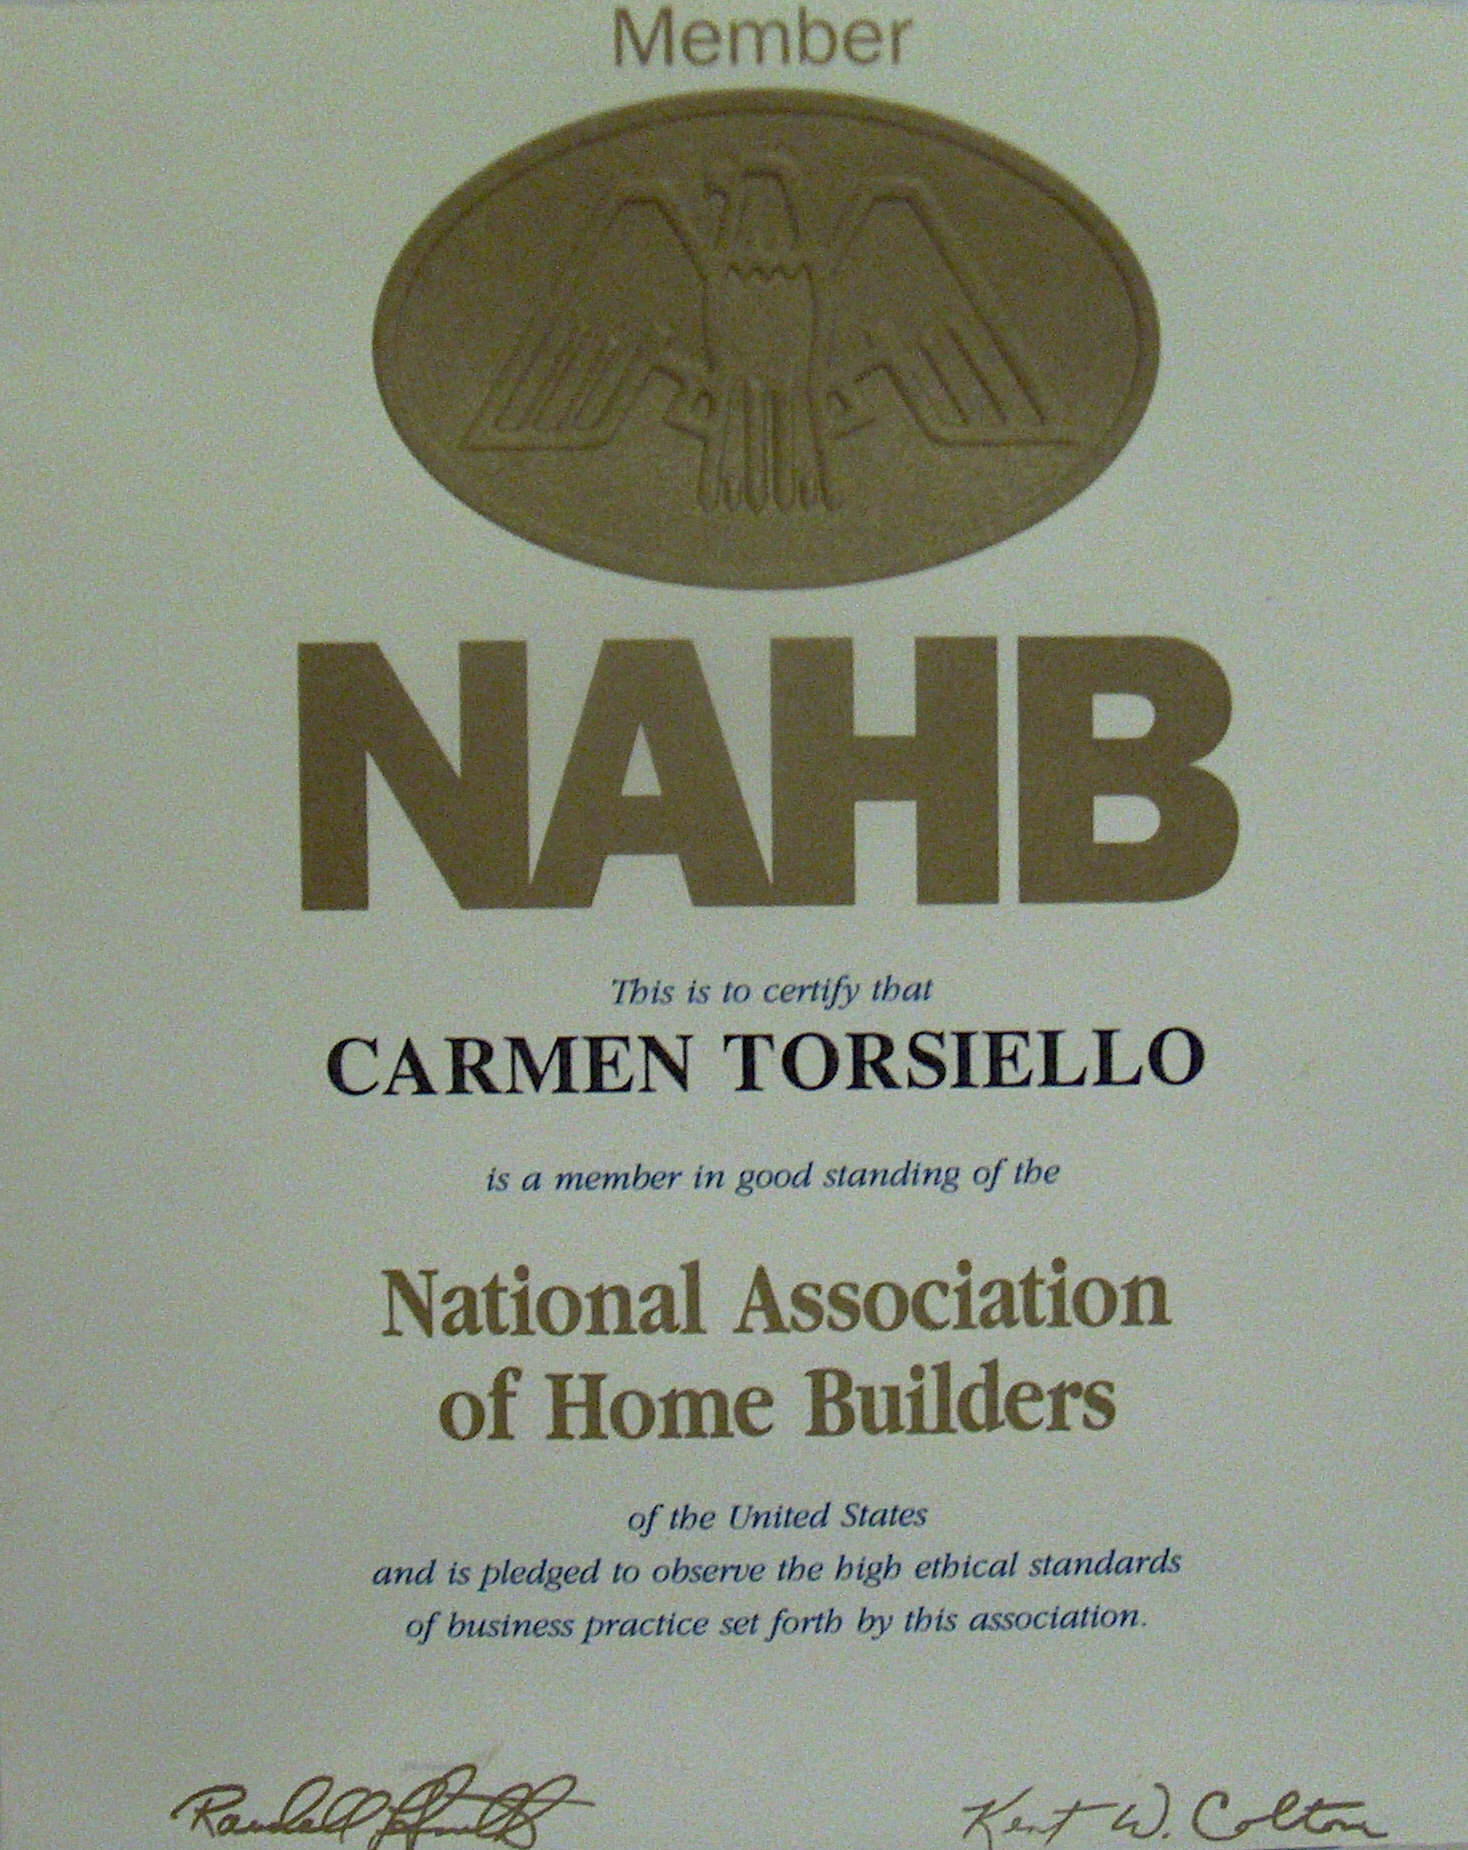 Member
NAHB
This is to certify that
CARMEN TORSIELLO
is a member in good standing of the
National Association
of Home Builders
of the United States
and is pledged to observe the high ethical standards
of business practice set forth by this association.
Randall Smith Kent W. Colton